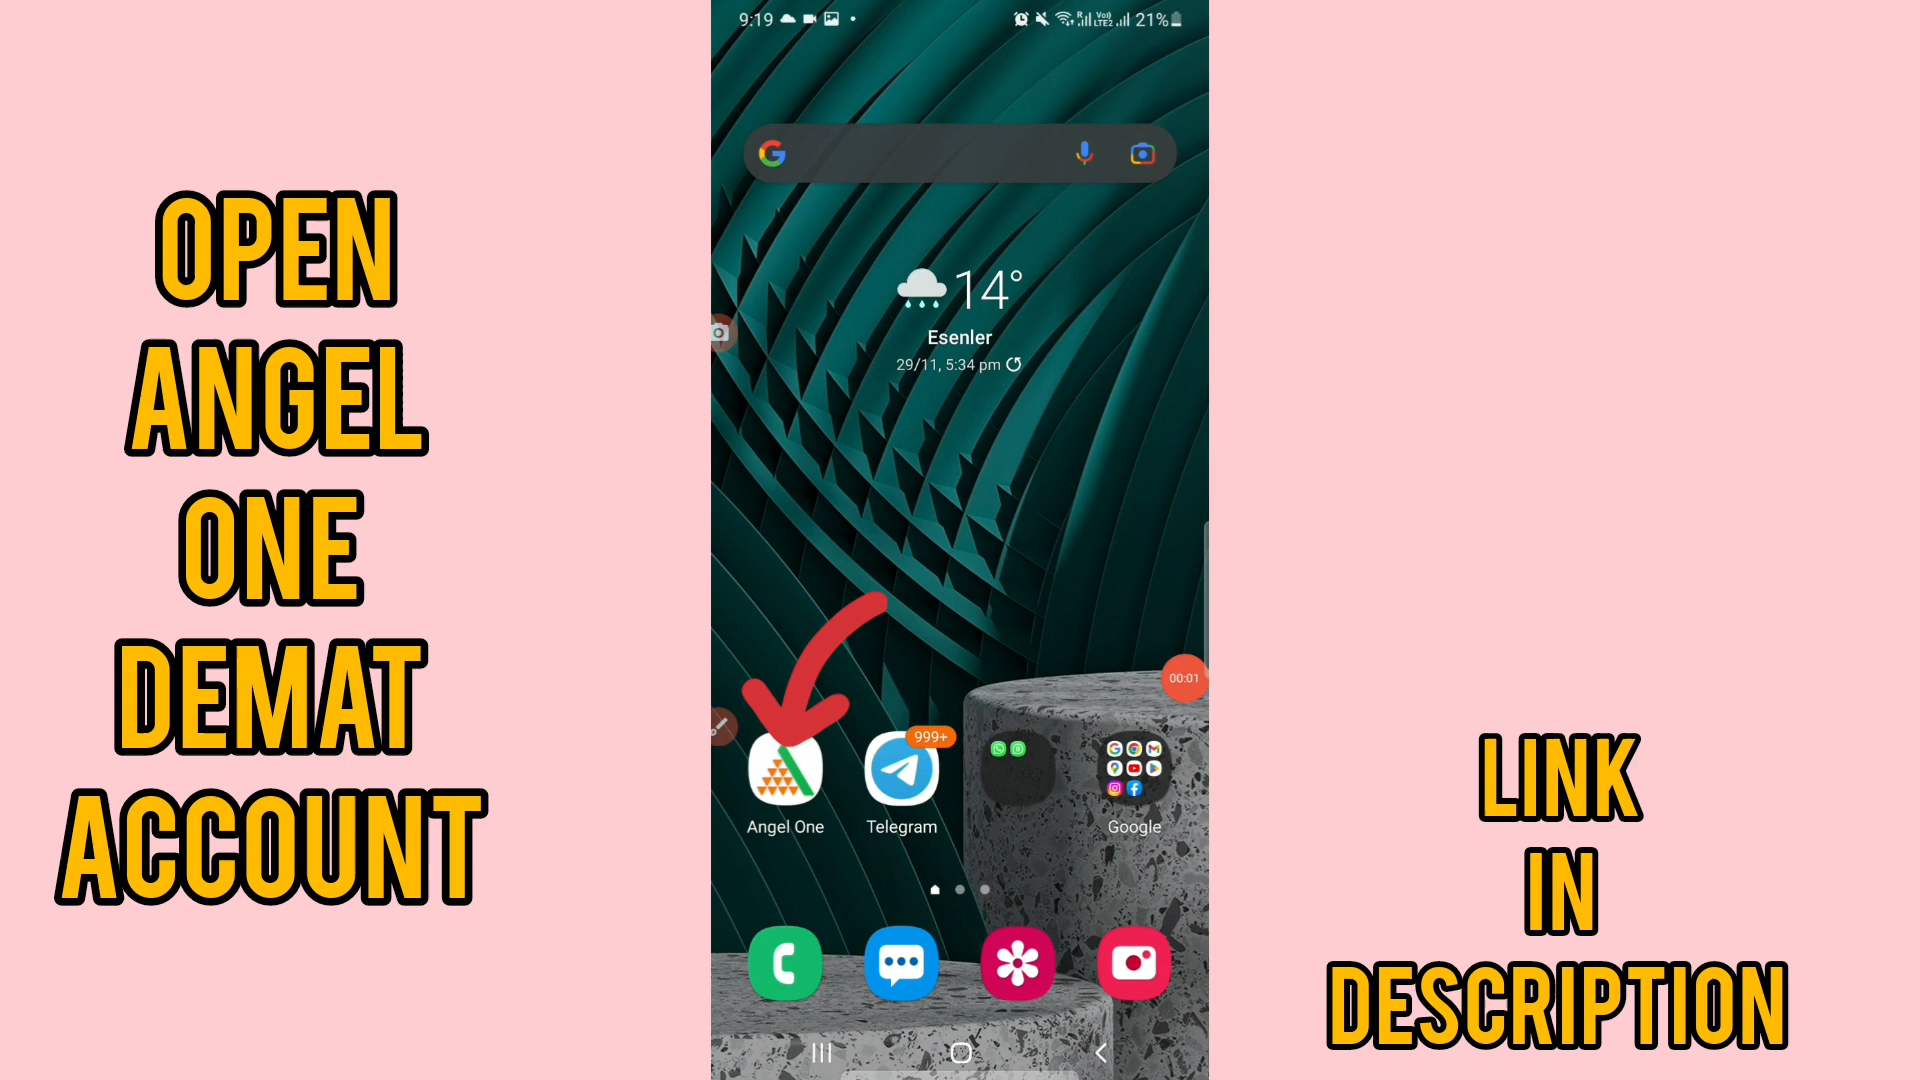 OPEN
ANGEL
ONE
DEMAT
ACCOUNT
9:19
21%
14°
Esenler
29/11, 5:34 pm
00:01
999+
Angel One
Telegram
Google
LINK
IN
DESCRIPTION